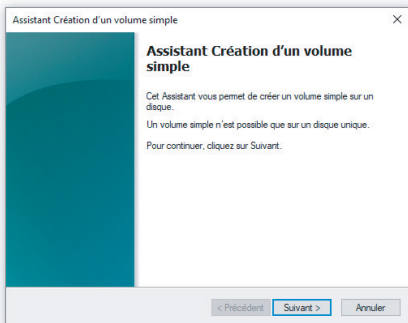 Assistant Création d'un volume simple
Assistant Création d'un volume
simple
Cet Assistant vous permet de créer un volume simple sur un
disque.
Un volume simple n'est possible que sur un disque unique.
Pour continuer, cliquez sur Suivant.
< Précédent Suivant > Annuler